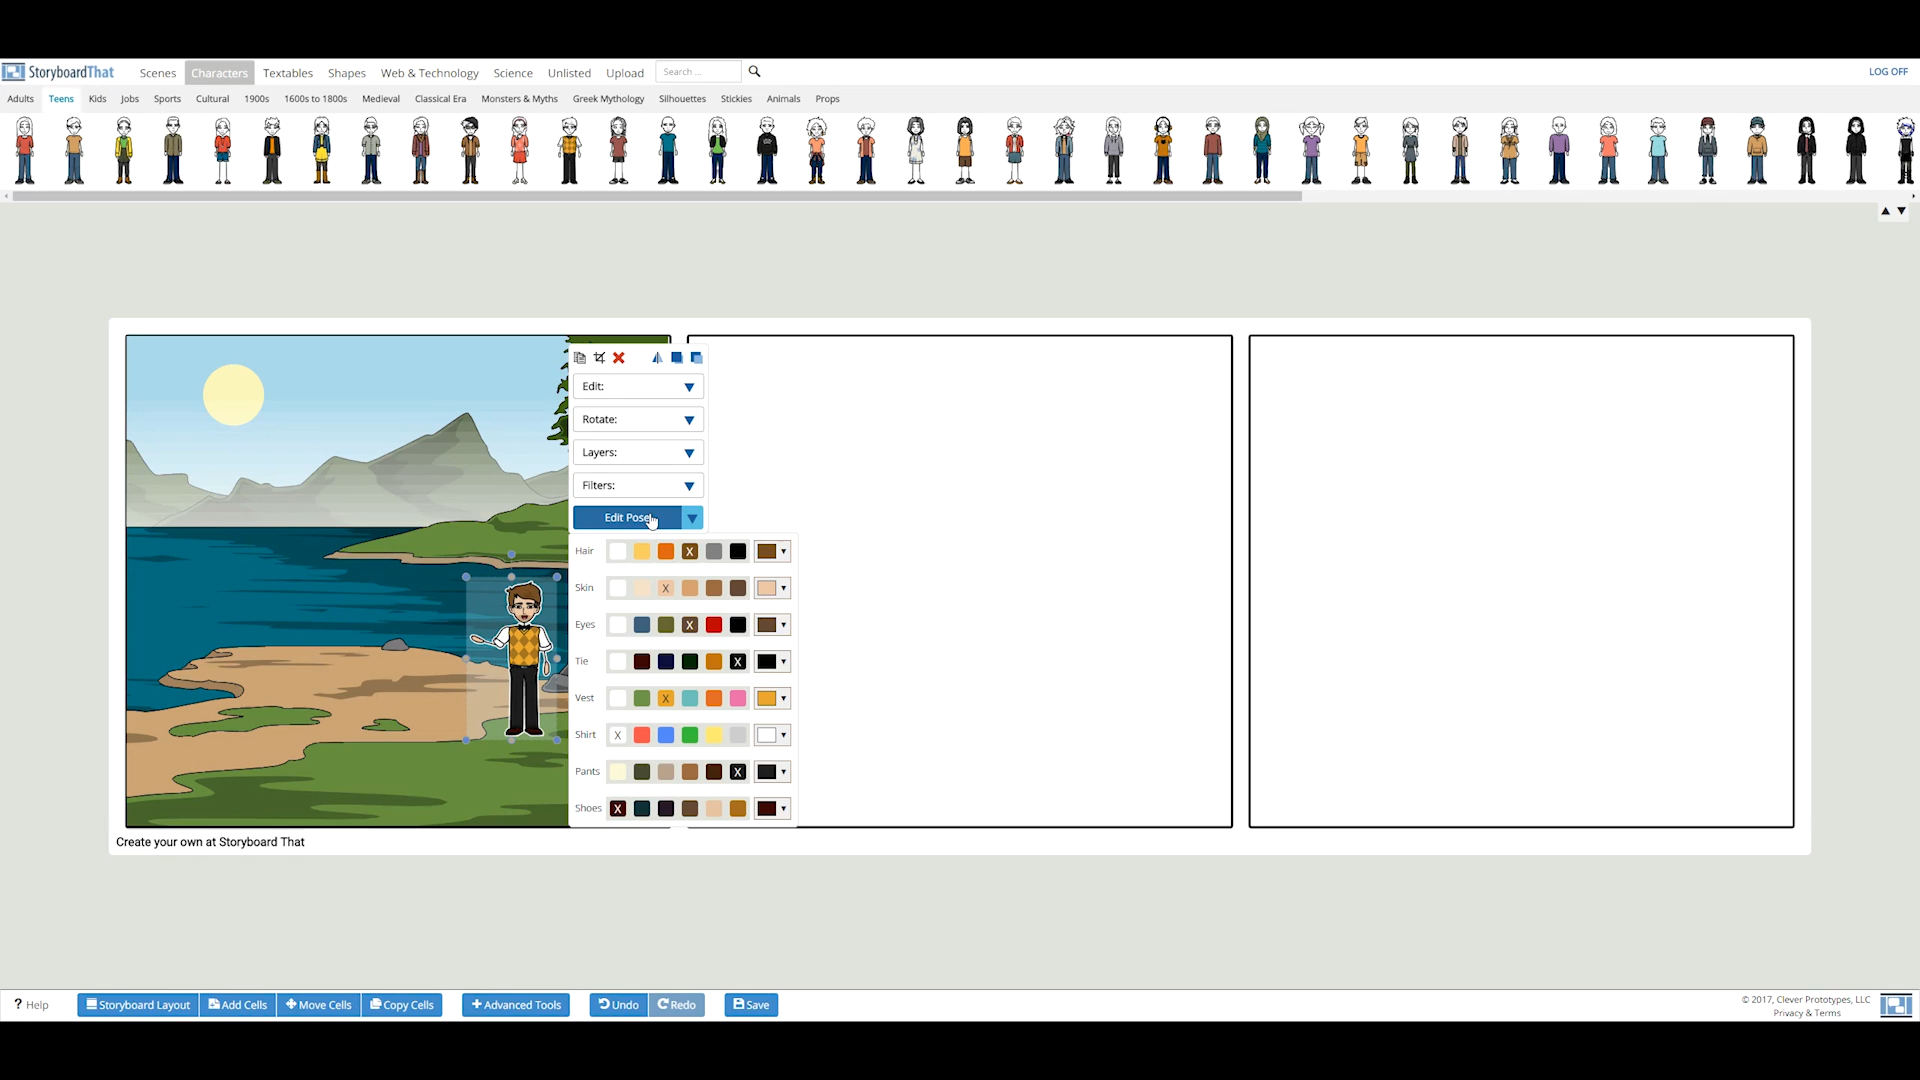 StoryboardThat Scenes Characters Textables Shapes Web & Technology Science Unlisted Upload Search ... LOG OFF
Adults Teens Kids Jobs Sports Cultural 1900s 1600s to 1800s Medieval Classical Era Monsters & Myths Greek Mythology Silhouettes Stickies Animals Props
Edit:
Rotate:
Layers:
Filters:
Edit Pose
Hair X
Skin X
Eyes X
Tie X
Vest X
Shirt X
Pants X
Shoes X
Create your own at Storyboard That
? Help Storyboard Layout Add Cells Move Cells Copy Cells + Advanced Tools Undo Redo Save © 2017, Clever Prototypes, LLC
Privacy & Terms